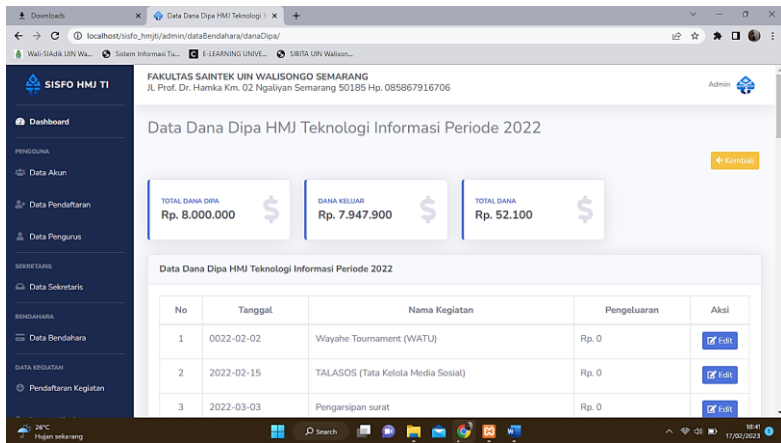 Downloads
Data Dana Dipa HMJ Teknologi I
localhost/sisfo_hmjti/admin/dataBendahara/danaDipa/
Wali-SIAdik UIN Wa...
Sistem Informasi Tu...
E-LEARNING UNIVE...
SIBITA UIN Walison...
SISFO HMJ TI
FAKULTAS SAINTEK UIN WALISONGO SEMARANG
Jl. Prof. Dr. Hamka Km. 02 Ngaliyan Semarang 50185 Hp. 085867916706
Admin
Dashboard
Data Dana Dipa HMJ Teknologi Informasi Periode 2022
PENGGUNA
Kembali
Data Akun
Data Pendaftaran
Data Pengurus
TOTAL DANA DIPA
Rp. 8.000.000
DANA KELUAR
Rp. 7.947.900
TOTAL DANA
Rp. 52.100
SEKRETARIS
Data Sekretaris
BENDAHARA
Data Bendahara
DATA KEGIATAN
Pendaftaran Kegiatan
Data Dana Dipa HMJ Teknologi Informasi Periode 2022
No Tanggal Nama Kegiatan Pengeluaran Aksi
1 0022-02-02 Wayahe Tournament (WATU) Rp. 0 Edit
2 2022-02-15 TALASOS (Tata Kelola Media Sosial) Rp. 0 Edit
3 2022-03-03 Pengarsipan surat Rp. 0 Edit
26°C
Hujan sekarang
Search
18:41
17/02/2023